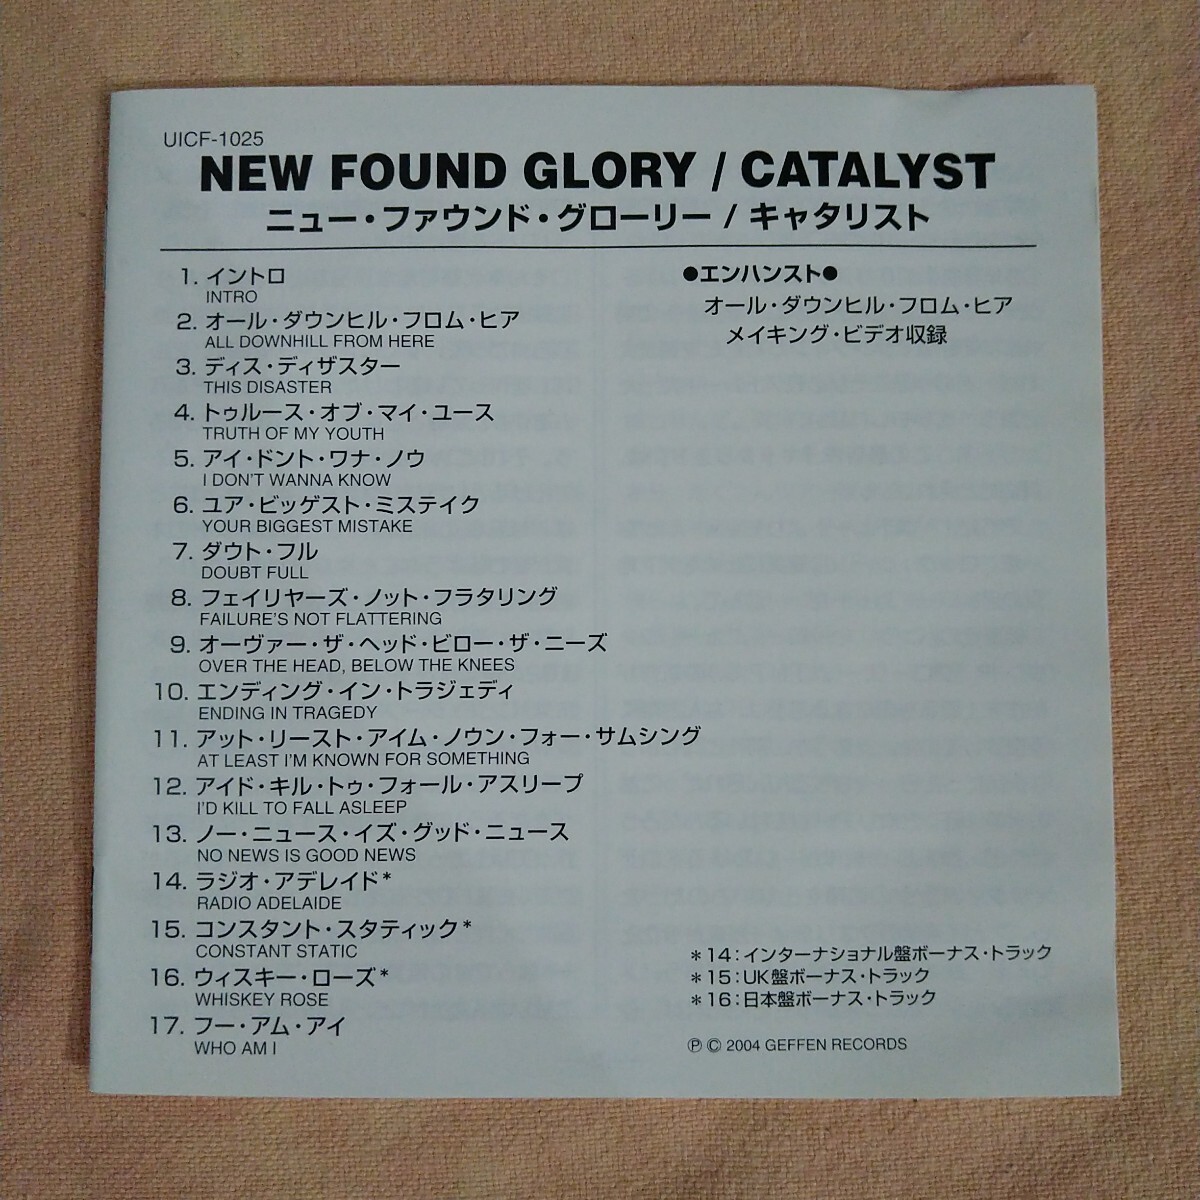 UICF-1025
NEW FOUND GLORY / CATALYST
ニュー・ファウンド・グローリー / キャタリスト
1. イントロ
INTRO
2. オール・ダウンヒル・フロム・ヒア
ALL DOWNHILL FROM HERE
3. ディス・ディザスター
THIS DISASTER
4. トゥルース・オブ・マイ・ユース
TRUTH OF MY YOUTH
5. アイ・ドント・ワナ・ノウ
I DON'T WANNA KNOW
6. ユア・ビッゲスト・ミステイク
YOUR BIGGEST MISTAKE
7. ダウト・フル
DOUBT FULL
8. フェイリヤーズ・ノット・フラタリング
FAILURE'S NOT FLATTERING
9. オーヴァー・ザ・ヘッド・ビロー・ザ・ニーズ
OVER THE HEAD, BELOW THE KNEES
10. エンディング・イン・トラジェディ
ENDING IN TRAGEDY
11. アット・リースト・アイム・ノウン・フォー・サムシング
AT LEAST I'M KNOWN FOR SOMETHING
12. アイド・キル・トゥ・フォール・アスリープ
I'D KILL TO FALL ASLEEP
13. ノー・ニュース・イズ・グッド・ニュース
NO NEWS IS GOOD NEWS
14. ラジオ・アデレイド*
RADIO ADELAIDE
15. コンスタント・スタティック*
CONSTANT STATIC
16. ウィスキー・ローズ*
WHISKEY ROSE
17. フー・アム・アイ
WHO AM I
●エンハンスト●
オール・ダウンヒル・フロム・ヒア
メイキング・ビデオ収録
*14:インターナショナル盤ボーナス・トラック
*15:UK盤ボーナス・トラック
*16:日本盤ボーナス・トラック
℗ © 2004 GEFFEN RECORDS